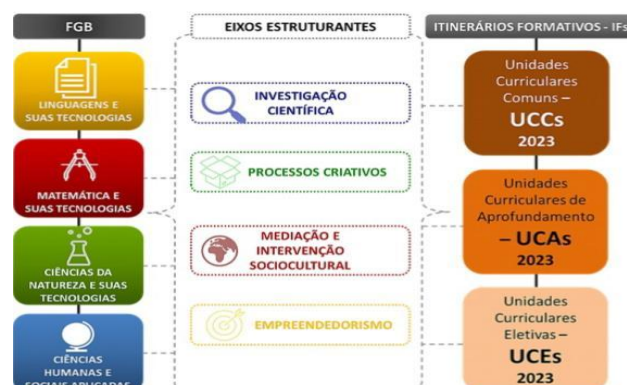 FGB
LINGUAGENS E
SUAS TECNOLOGIAS
MATEMÁTICA E
SUAS TECNOLOGIAS
CIÊNCIAS DA
NATUREZA E SUAS
TECNOLOGIAS
CIÊNCIAS
HUMANAS E
SOCIAIS APLICADAS
EIXOS ESTRUTURANTES
INVESTIGAÇÃO
CIENTÍFICA
PROCESSOS CRIATIVOS
MEDIAÇÃO E
INTERVENÇÃO
SOCIOCULTURAL
EMPREENDEDORISMO
ITINERÁRIOS FORMATIVOS - IFs
Unidades
Curriculares
Comuns –
UCCs
2023
Unidades
Curriculares de
Aprofundamento
– UCAs
2023
Unidades
Curriculares
Eletivas –
UCEs
2023